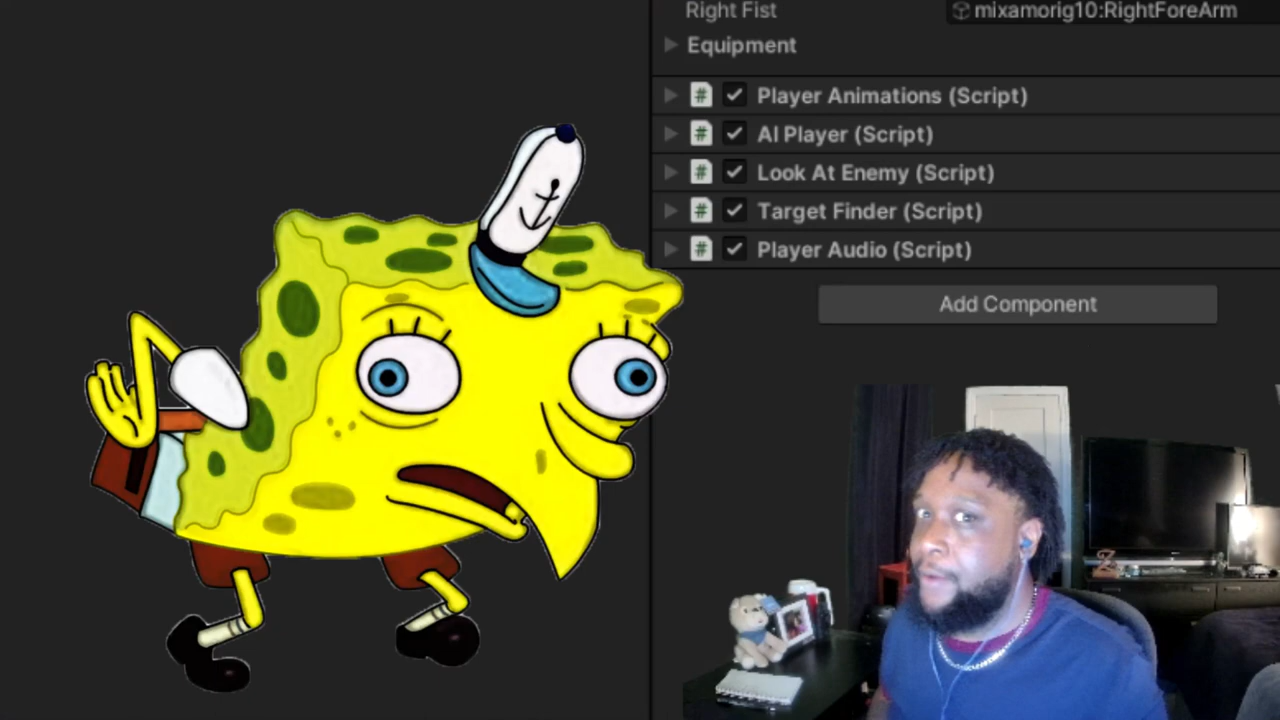 Right Fist
mixamorig10:RightForeArm
Equipment
Player Animations (Script)
AI Player (Script)
Look At Enemy (Script)
Target Finder (Script)
Player Audio (Script)
Add Component